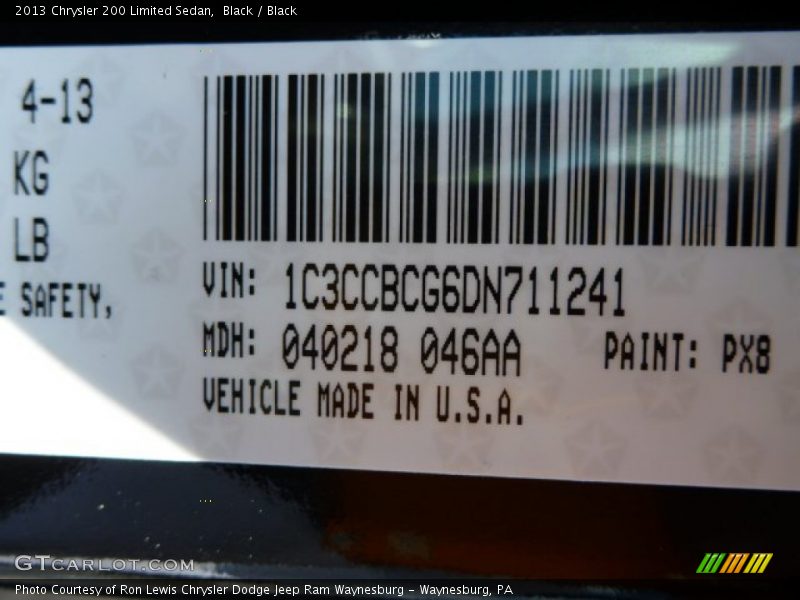 2013 Chrysler 200 Limited Sedan, Black / Black
4-13
KG
LB
SAFETY,
VIN: 1C3CCBCG6DN711241
MDH: 040218 046AA PAINT: PX8
VEHICLE MADE IN U.S.A.
GTCARLOT.COM
Photo Courtesy of Ron Lewis Chrysler Dodge Jeep Ram Waynesburg - Waynesburg, PA